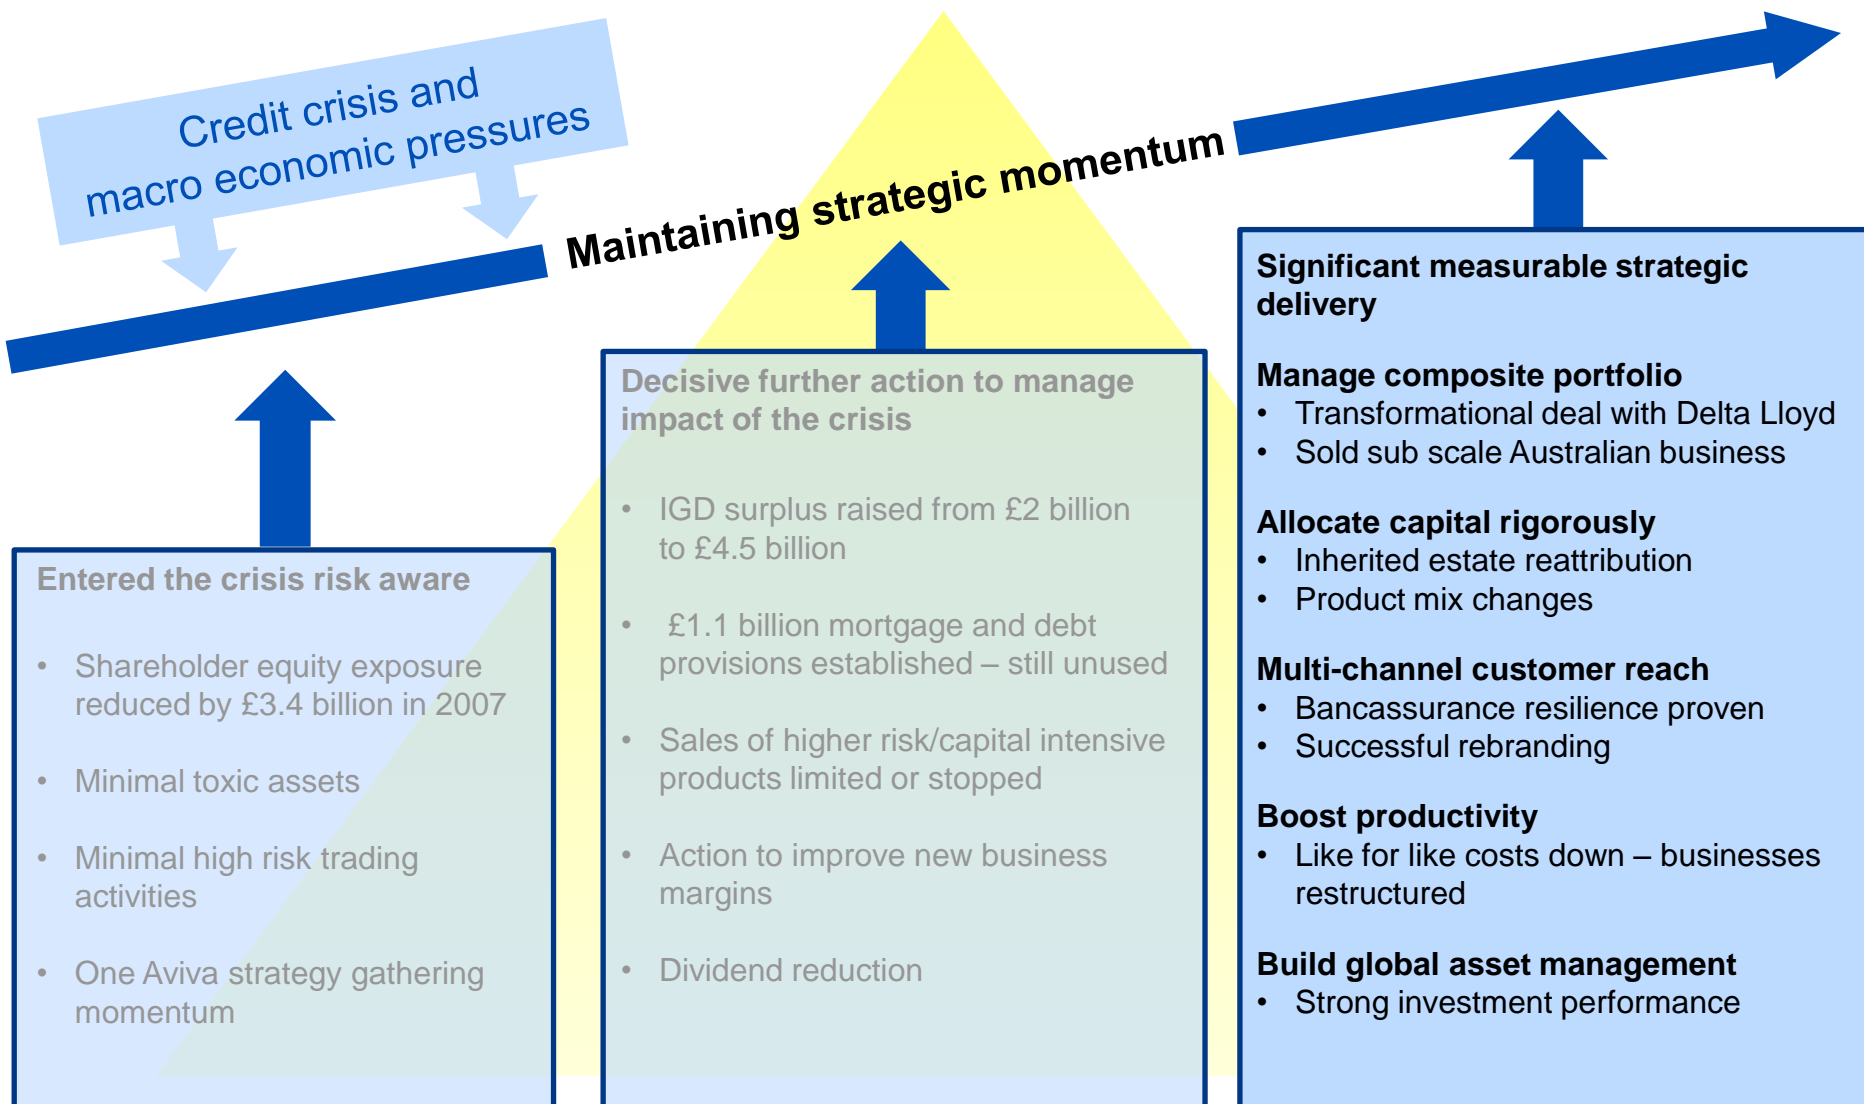 Credit crisis and
macro economic pressures
Maintaining strategic momentum
Entered the crisis risk aware
• Shareholder equity exposure
reduced by £3.4 billion in 2007
• Minimal toxic assets
• Minimal high risk trading
activities
• One Aviva strategy gathering
momentum
Decisive further action to manage
impact of the crisis
• IGD surplus raised from £2 billion
to £4.5 billion
• £1.1 billion mortgage and debt
provisions established – still unused
• Sales of higher risk/capital intensive
products limited or stopped
• Action to improve new business
margins
• Dividend reduction
Significant measurable strategic
delivery
Manage composite portfolio
• Transformational deal with Delta Lloyd
• Sold sub scale Australian business
Allocate capital rigorously
• Inherited estate reattribution
• Product mix changes
Multi-channel customer reach
• Bancassurance resilience proven
• Successful rebranding
Boost productivity
• Like for like costs down – businesses
restructured
Build global asset management
• Strong investment performance